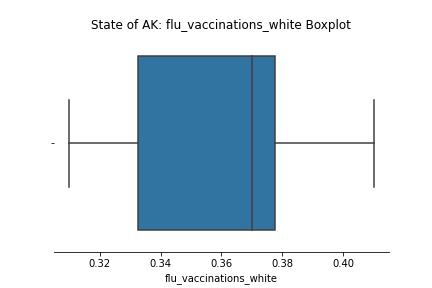 State of AK: flu_vaccinations_white Boxplot
0.32 0.34 0.36 0.38 0.40
flu_vaccinations_white